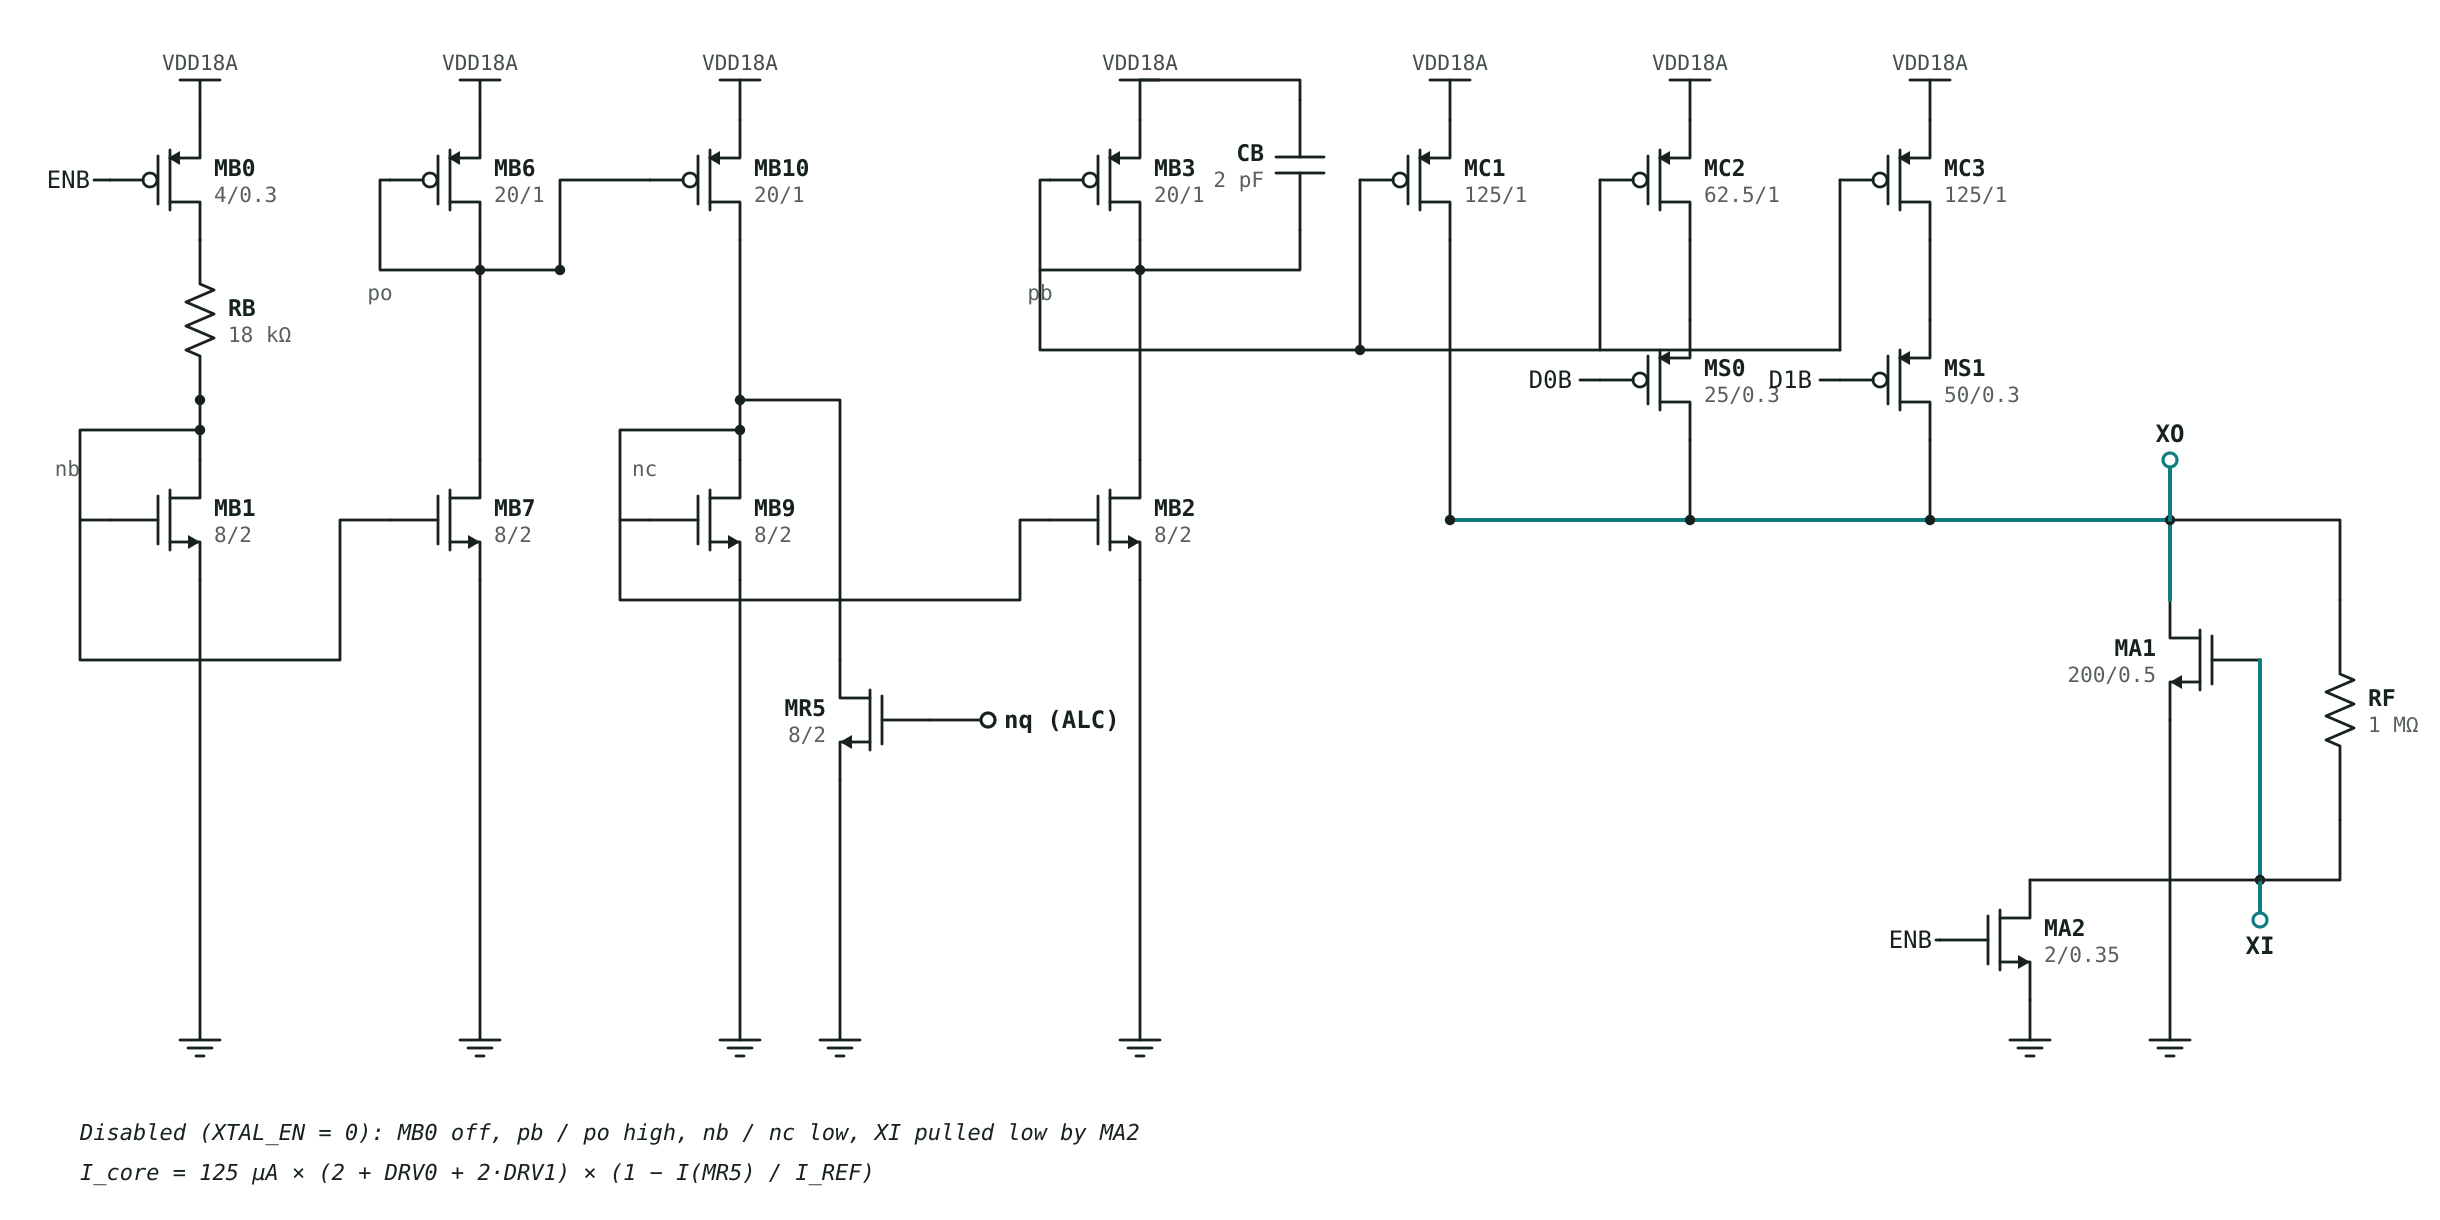 VDD18A
VDD18A
VDD18A
VDD18A
VDD18A
VDD18A
VDD18A
ENB
MB0
4/0.3
MB6
20/1
MB10
20/1
MB3
20/1
CB
2 pF
MC1
125/1
MC2
62.5/1
MC3
125/1
po
pb
RB
18 kΩ
D0B
MS0
25/0.3
D1B
MS1
50/0.3
XO
nb
nc
MB1
8/2
MB7
8/2
MB9
8/2
MB2
8/2
MA1
200/0.5
RF
1 MΩ
MR5
8/2
nq (ALC)
ENB
MA2
2/0.35
XI
Disabled (XTAL_EN = 0): MB0 off, pb / po high, nb / nc low, XI pulled low by MA2
I_core = 125 µA × (2 + DRV0 + 2·DRV1) × (1 − I(MR5) / I_REF)